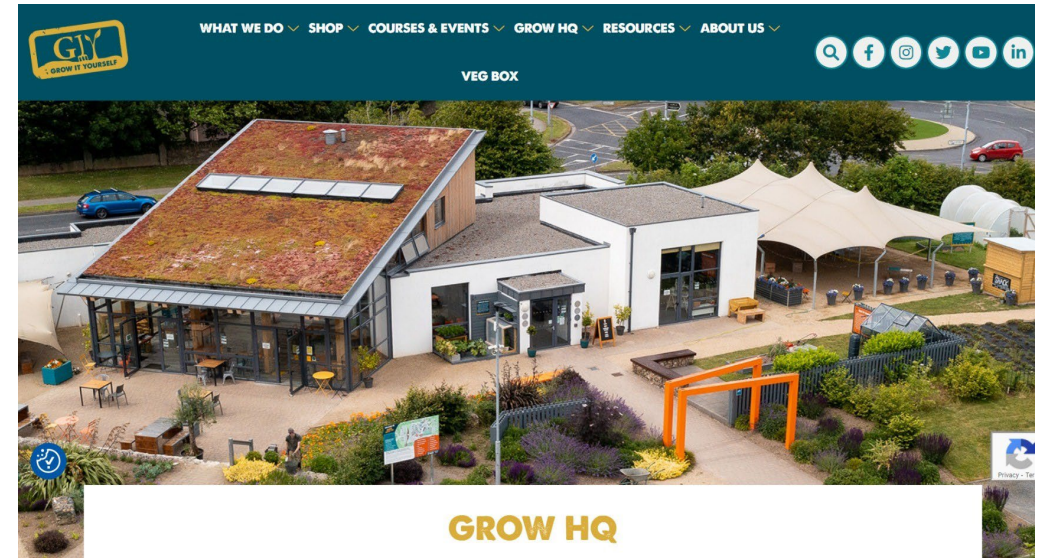 GIY
GROW IT YOURSELF
WHAT WE DO
SHOP
COURSES & EVENTS
GROW HQ
RESOURCES
ABOUT US
VEG BOX
Privacy - Ter
GROW HQ